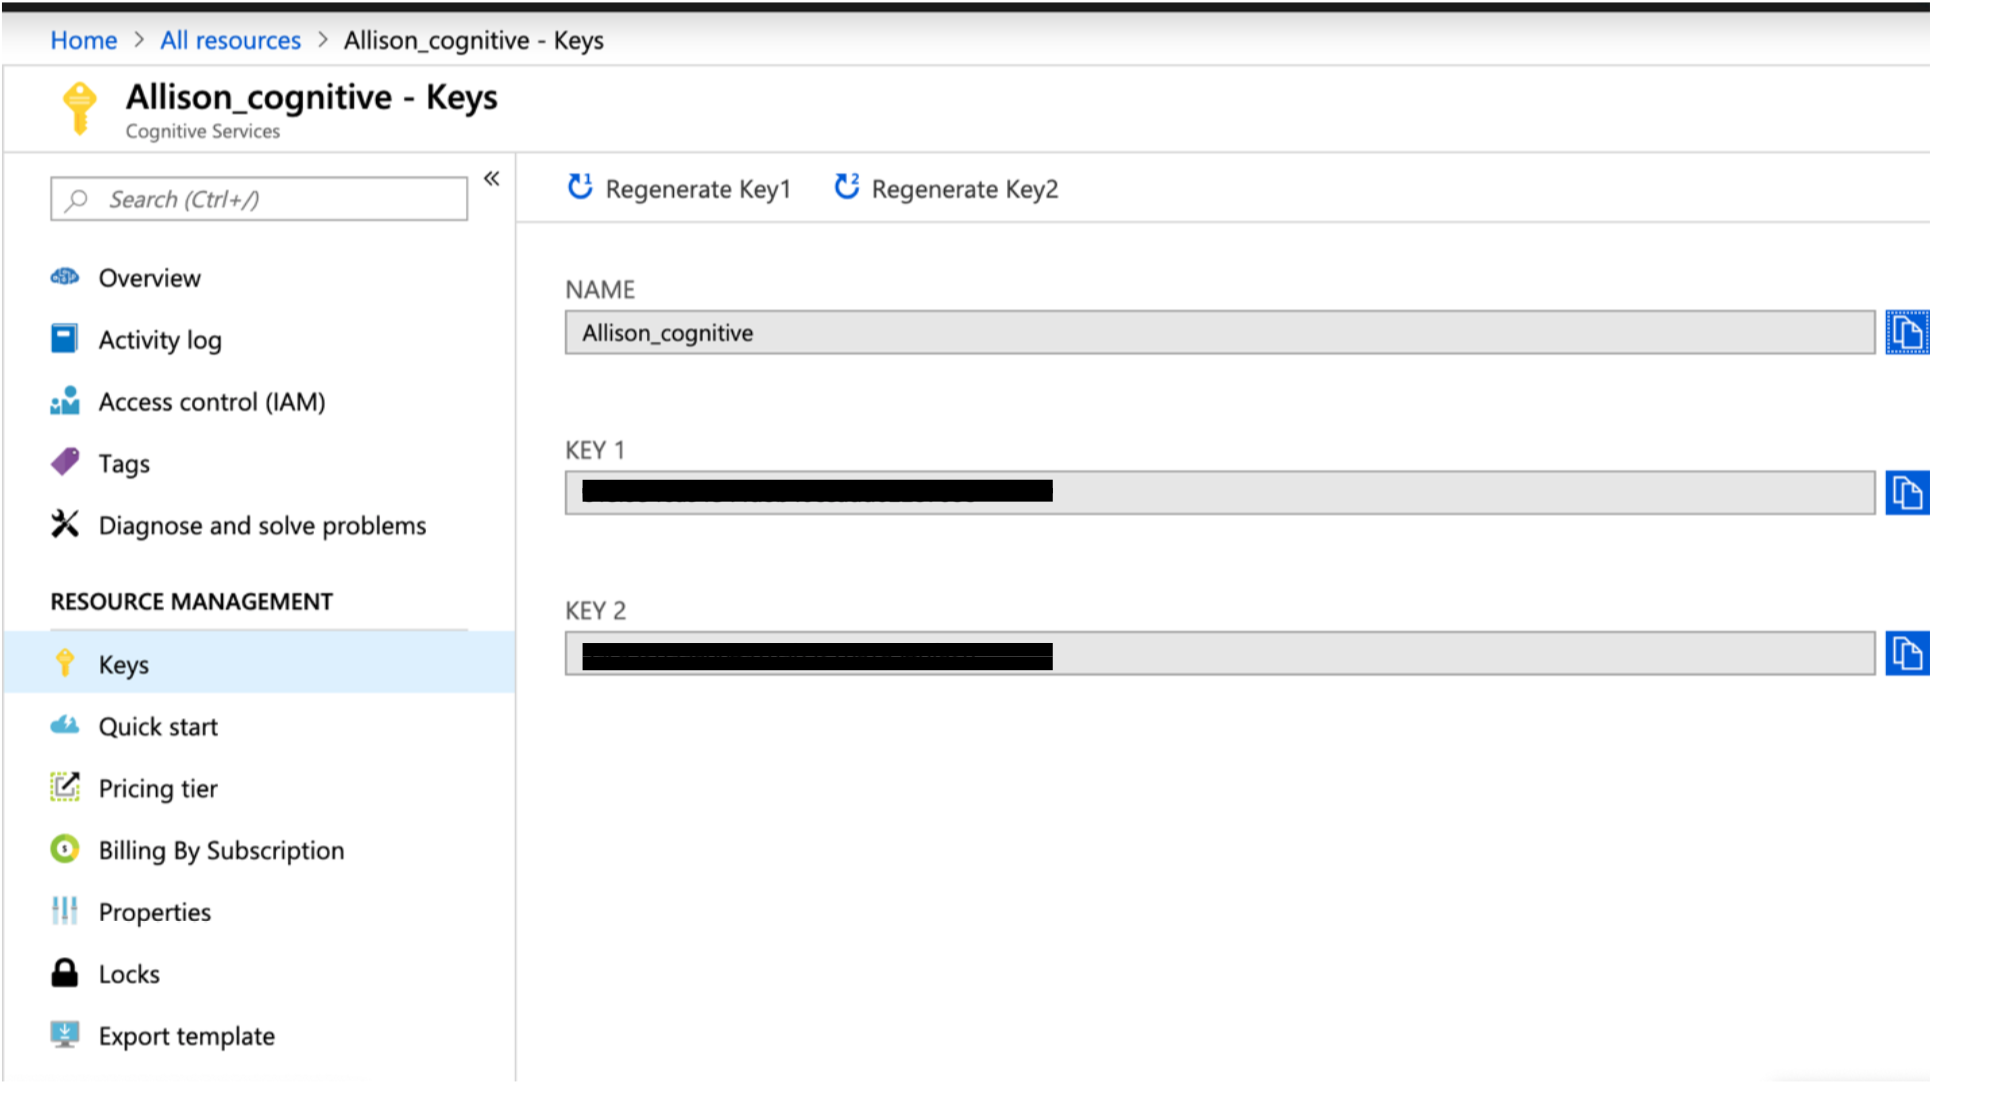 Home > All resources > Allison_cognitive - Keys
Allison_cognitive - Keys
Cognitive Services
Search (Ctrl+/)
«
Overview
Activity log
Access control (IAM)
Tags
Diagnose and solve problems
RESOURCE MANAGEMENT
Keys
Quick start
Pricing tier
Billing By Subscription
Properties
Locks
Export template
1 Regenerate Key1
2 Regenerate Key2
NAME
Allison_cognitive
KEY 1
KEY 2